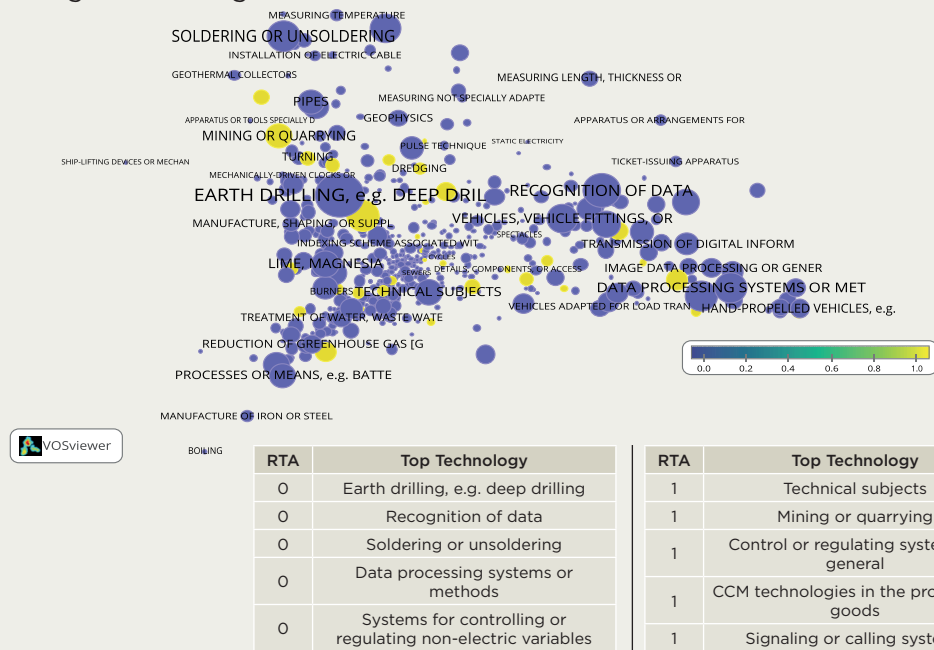 MEASURING TEMPERATURE
SOLDERING OR UNSOLDERING
INSTALLATION OF ELECTRIC CABLE
GEOTHERMAL COLLECTORS
MEASURING LENGTH, THICKNESS OR
PIPES
MEASURING NOT SPECIALLY ADAPTE
APPARATUS OR TOOLS SPECIALLY D
GEOPHYSICS
APPARATUS OR ARRANGEMENTS FOR
MINING OR QUARRYING
PULSE TECHNIQUE
STATIC ELECTRICITY
TURNING
SHIP-LIFTING DEVICES OR MECHAN
DREDGING
TICKET-ISSUING APPARATUS
MECHANICALLY-DRIVEN CLOCKS OR
EARTH DRILLING, e.g. DEEP DRIL
RECOGNITION OF DATA
MANUFACTURE, SHAPING, OR SUPPL
VEHICLES, VEHICLE FITTINGS, OR
SPECTACLES
INDEXING SCHEME ASSOCIATED WIT
TRANSMISSION OF DIGITAL INFORM
CYCLES
LIME, MAGNESIA
SEWERS
DETAILS, COMPONENTS, OR ACCESS
IMAGE DATA PROCESSING OR GENER
BURNERS
TECHNICAL SUBJECTS
DATA PROCESSING SYSTEMS OR MET
VEHICLES ADAPTED FOR LOAD TRAN
HAND-PROPELLED VEHICLES, e.g.
TREATMENT OF WATER, WASTE WATE
REDUCTION OF GREENHOUSE GAS [G
PROCESSES OR MEANS, e.g. BATTE
0.0 0.2 0.4 0.6 0.8 1.0
MANUFACTURE OF IRON OR STEEL
VOSviewer
BOILING
RTA Top Technology
0 Earth drilling, e.g. deep drilling
0 Recognition of data
0 Soldering or unsoldering
0 Data processing systems or
methods
0 Systems for controlling or
regulating non-electric variables
RTA Top Technology
1 Technical subjects
1 Mining or quarrying
1 Control or regulating syste
general
1 CCM technologies in the pro
goods
1 Signaling or calling syst